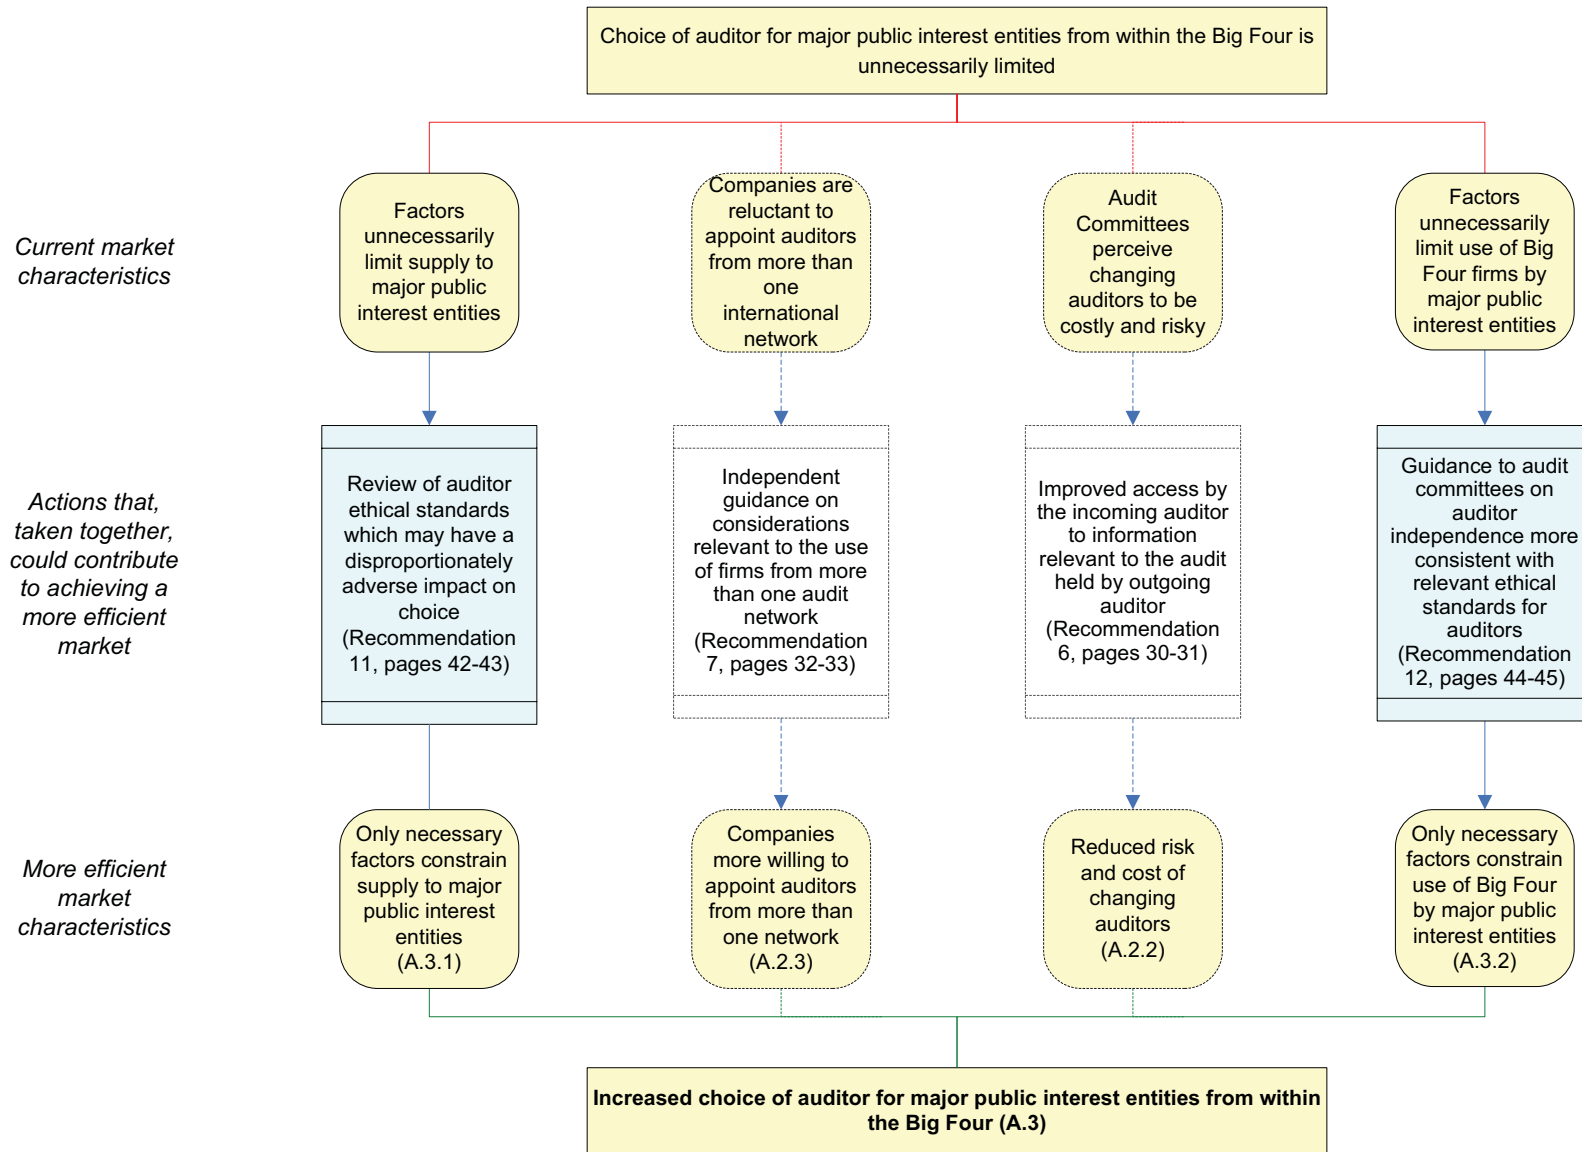 Choice of auditor for major public interest entities from within the Big Four is
unnecessarily limited
Current market
characteristics
Factors
unnecessarily
limit supply to
major public
interest entities
Companies are
reluctant to
appoint auditors
from more than
one
international
network
Audit
Committees
perceive
changing
auditors to be
costly and risky
Factors
unnecessarily
limit use of Big
Four firms by
major public
interest entities
Actions that,
taken together,
could contribute
to achieving a
more efficient
market
Review of auditor
ethical standards
which may have a
disproportionately
adverse impact on
choice
(Recommendation
11, pages 42-43)
Independent
guidance on
considerations
relevant to the use
of firms from more
than one audit
network
(Recommendation
7, pages 32-33)
Improved access by
the incoming auditor
to information
relevant to the audit
held by outgoing
auditor
(Recommendation
6, pages 30-31)
Guidance to audit
committees on
auditor
independence more
consistent with
relevant ethical
standards for
auditors
(Recommendation
12, pages 44-45)
More efficient
market
characteristics
Only necessary
factors constrain
supply to major
public interest
entities
(A.3.1)
Companies
more willing to
appoint auditors
from more than
one network
(A.2.3)
Reduced risk
and cost of
changing
auditors
(A.2.2)
Only necessary
factors constrain
use of Big Four
by major public
interest entities
(A.3.2)
Increased choice of auditor for major public interest entities from within
the Big Four (A.3)